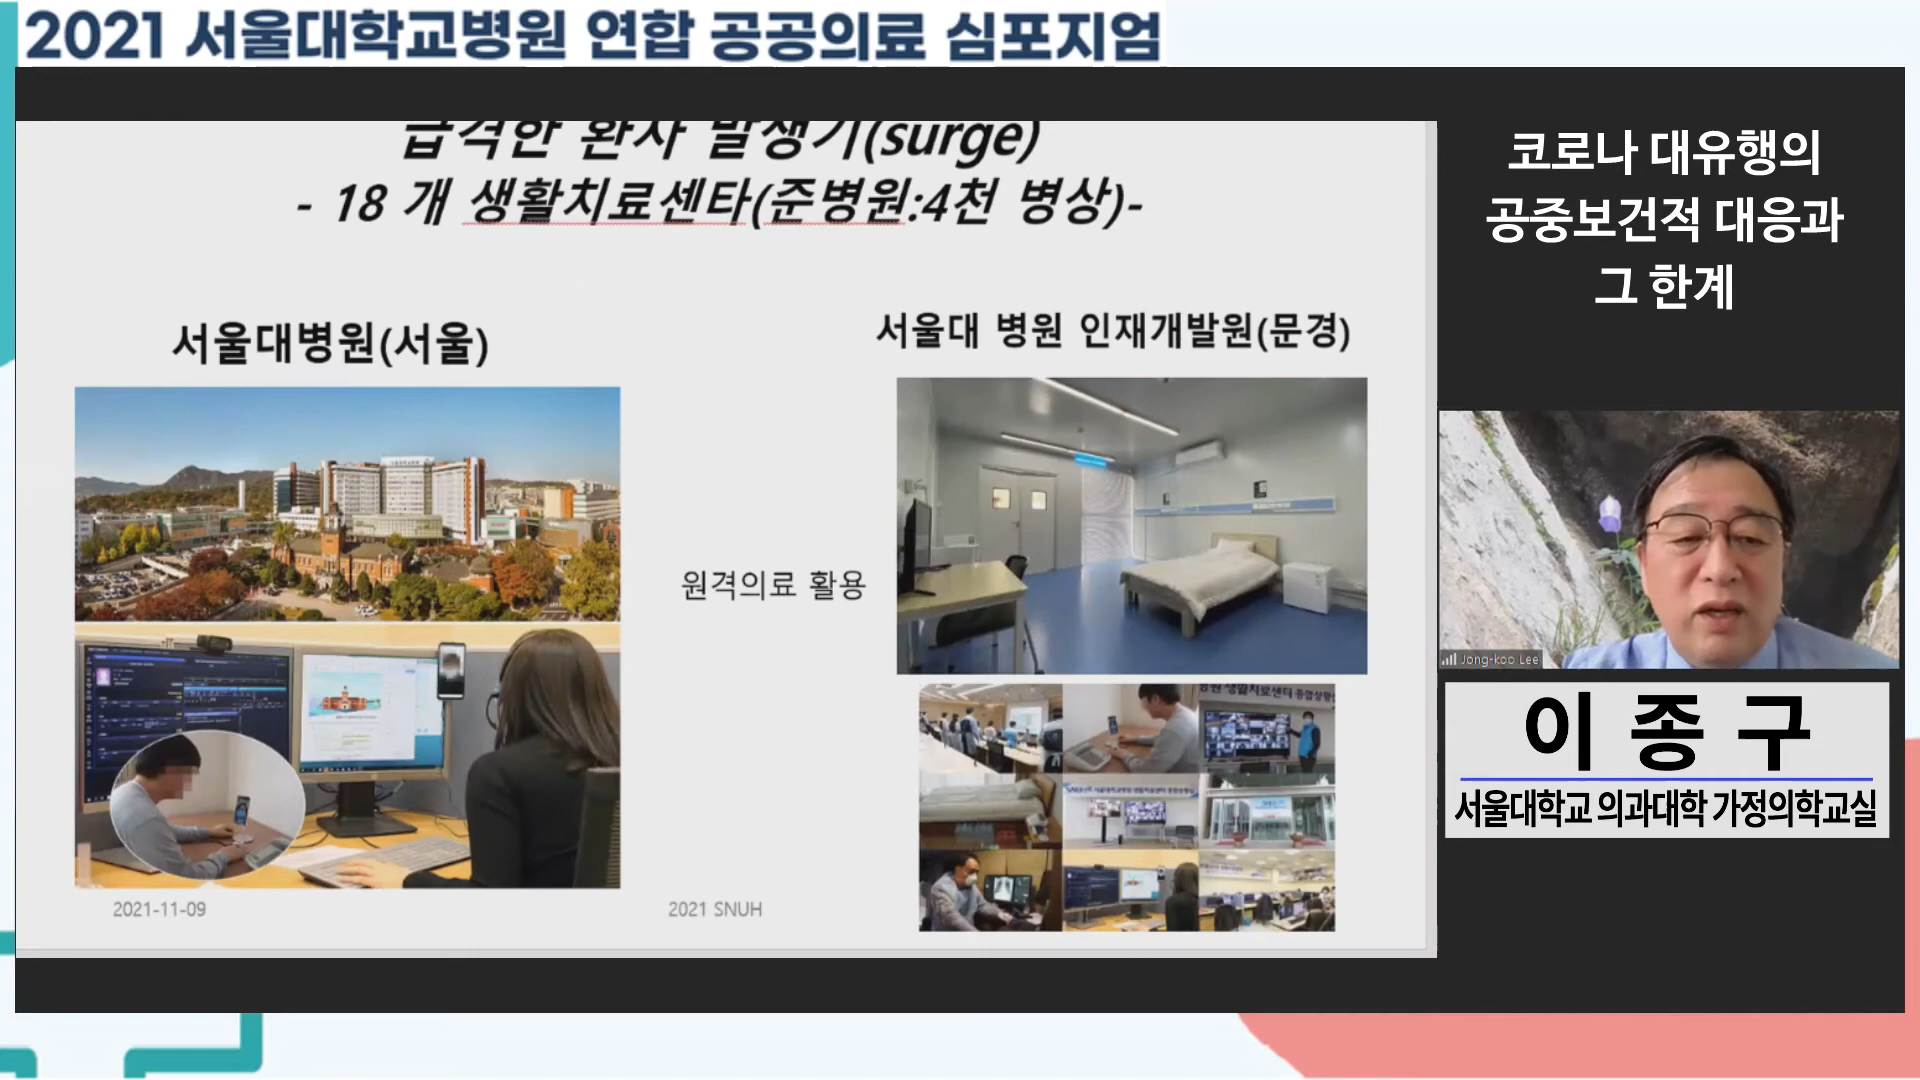 2021 서울대학교병원 연합 공공의료 심포지엄
급격한 환자 발생기(surge)
- 18 개 생활치료센타(준병원:4천 병상)-
서울대병원(서울)
서울대 병원 인재개발원(문경)
원격의료 활용
2021-11-09
2021 SNUH
코로나 대유행의
공중보건적 대응과
그 한계
Jong-koo Lee
이 종 구
서울대학교 의과대학 가정의학교실